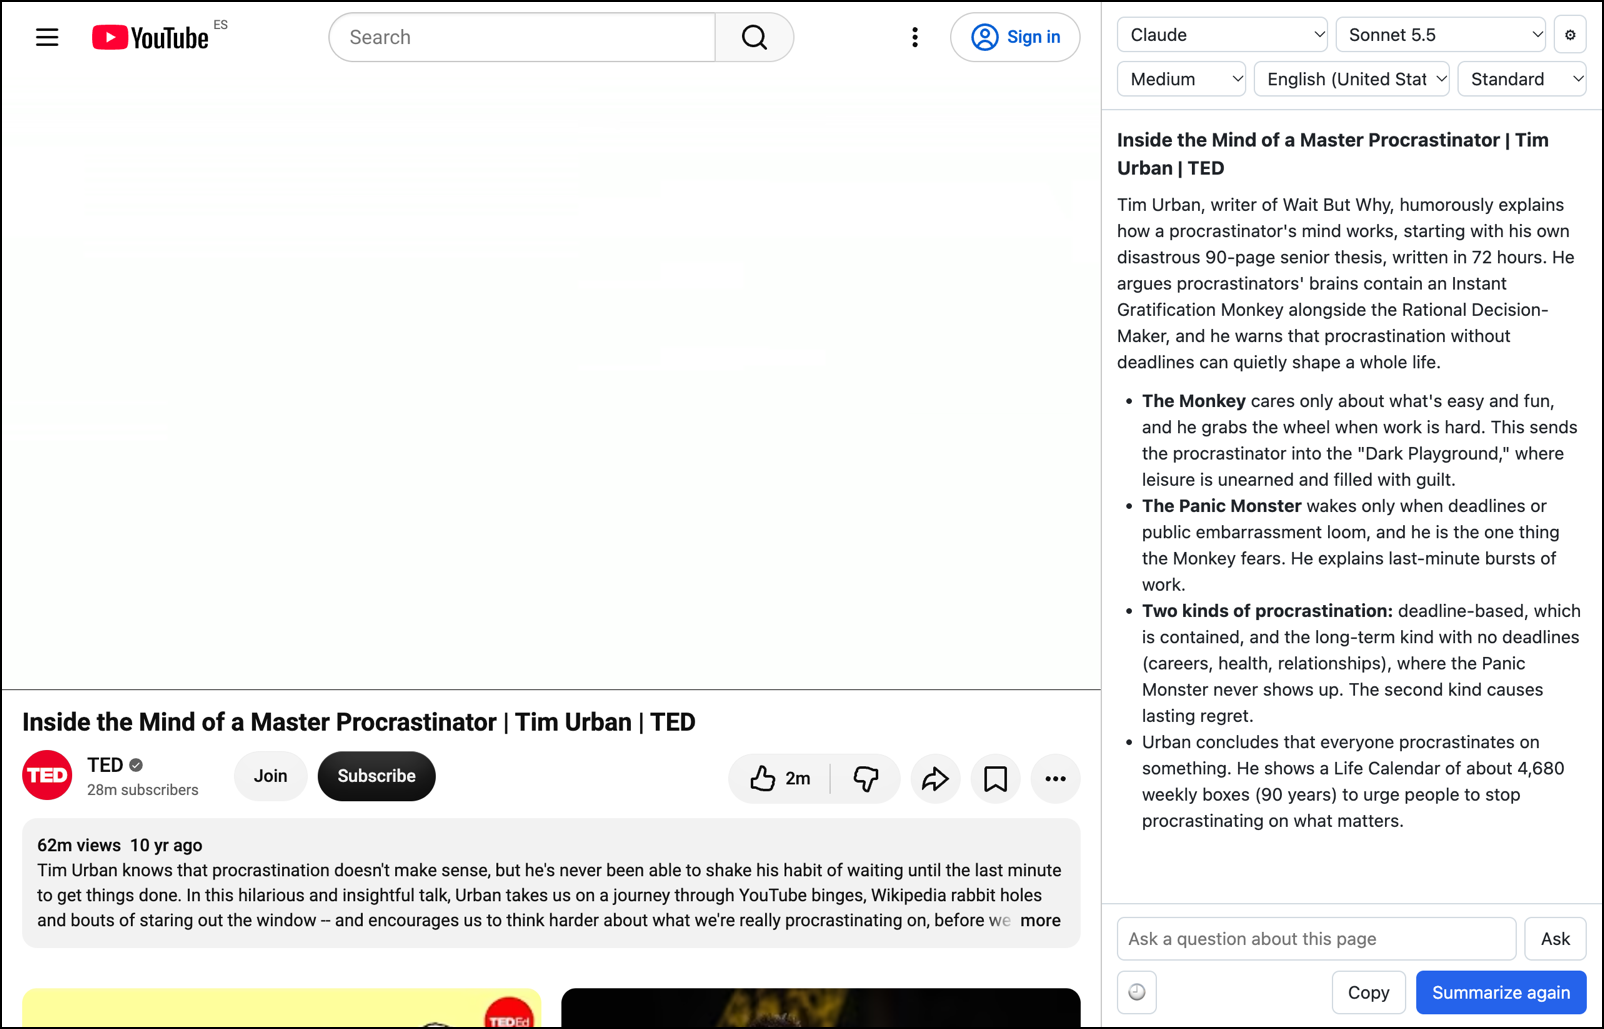 YouTube ES
Search
Sign in
Claude
Sonnet 5.5
Medium
English (United Stat
Standard
Inside the Mind of a Master Procrastinator | Tim
Urban | TED
Tim Urban, writer of Wait But Why, humorously explains
how a procrastinator's mind works, starting with his own
disastrous 90-page senior thesis, written in 72 hours. He
argues procrastinators' brains contain an Instant
Gratification Monkey alongside the Rational Decision-
Maker, and he warns that procrastination without
deadlines can quietly shape a whole life.
• The Monkey cares only about what's easy and fun,
and he grabs the wheel when work is hard. This sends
the procrastinator into the "Dark Playground," where
leisure is unearned and filled with guilt.
• The Panic Monster wakes only when deadlines or
public embarrassment loom, and he is the one thing
the Monkey fears. He explains last-minute bursts of
work.
• Two kinds of procrastination: deadline-based, which
is contained, and the long-term kind with no deadlines
(careers, health, relationships), where the Panic
Monster never shows up. The second kind causes
lasting regret.
• Urban concludes that everyone procrastinates on
something. He shows a Life Calendar of about 4,680
weekly boxes (90 years) to urge people to stop
procrastinating on what matters.
Ask a question about this page
Ask
Copy
Summarize again
Inside the Mind of a Master Procrastinator | Tim Urban | TED
TED
TED
28m subscribers
Join
Subscribe
2m
62m views 10 yr ago
Tim Urban knows that procrastination doesn't make sense, but he's never been able to shake his habit of waiting until the last minute
to get things done. In this hilarious and insightful talk, Urban takes us on a journey through YouTube binges, Wikipedia rabbit holes
and bouts of staring out the window -- and encourages us to think harder about what we're really procrastinating on, before we more
TEDEd